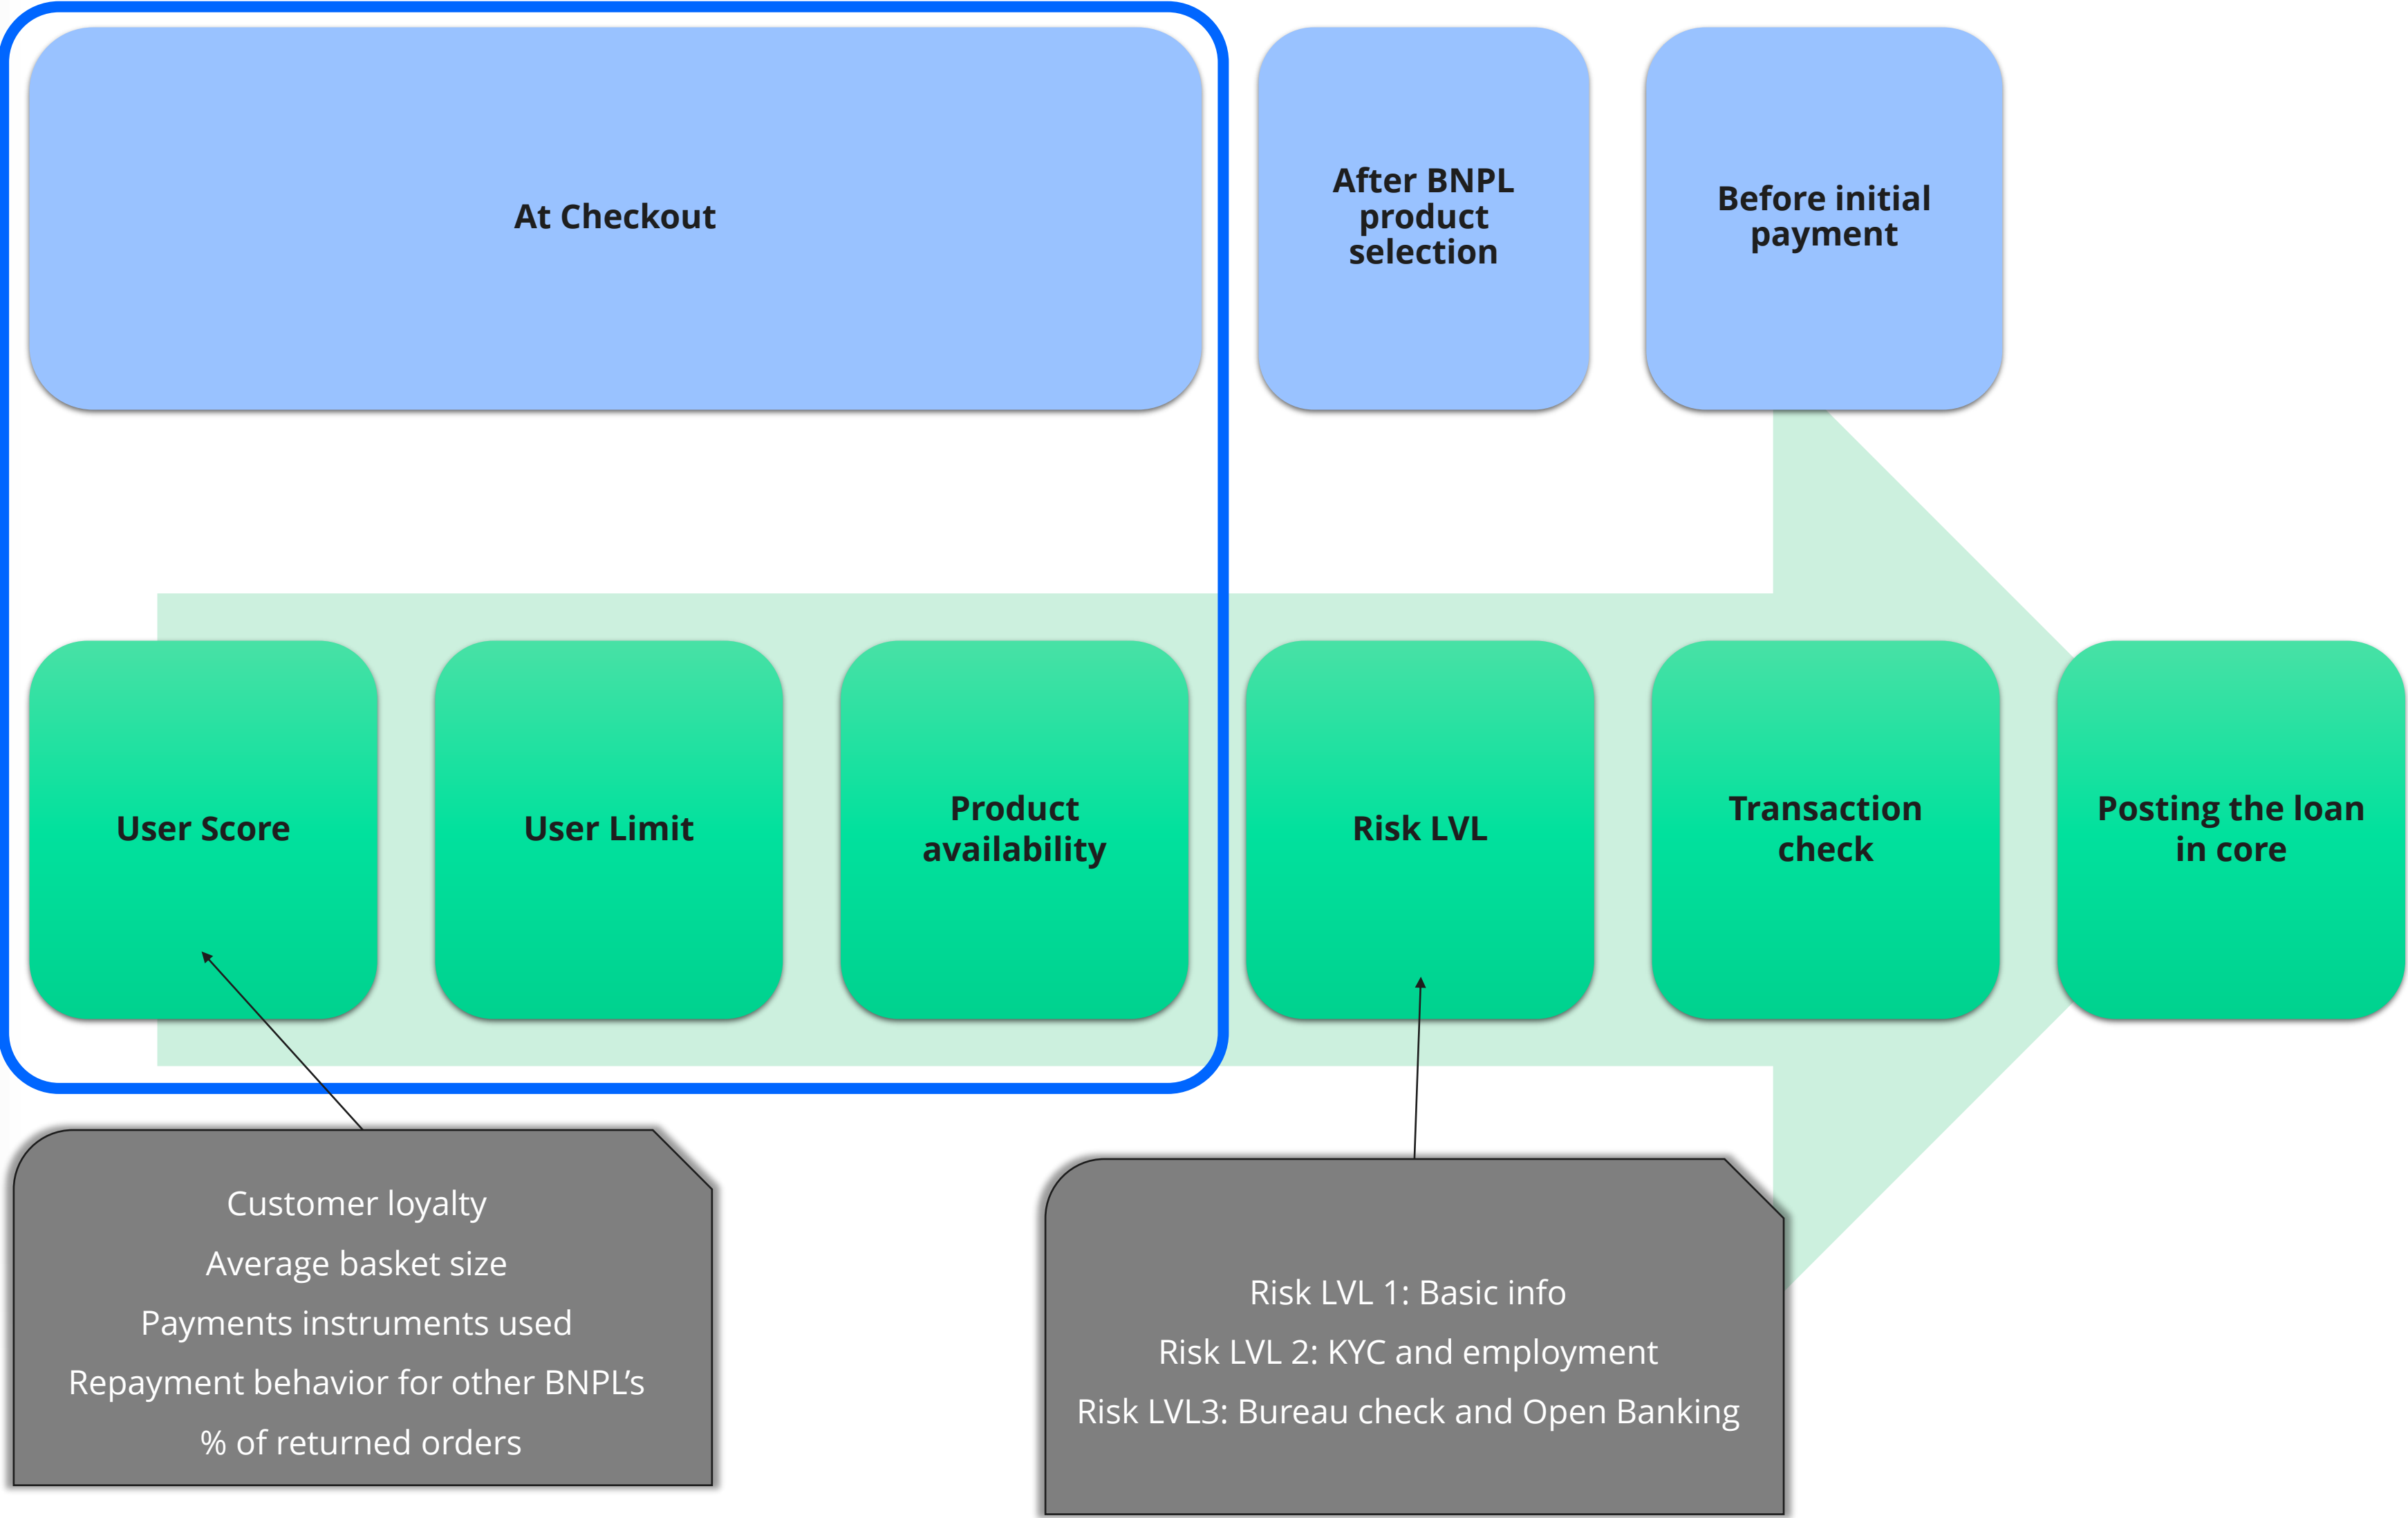 At Checkout
After BNPL
product
selection
Before initial
payment
User Score
User Limit
Product
availability
Risk LVL
Transaction
check
Posting the loan
in core
Customer loyalty
Average basket size
Payments instruments used
Repayment behavior for other BNPL’s
% of returned orders
Risk LVL 1: Basic info
Risk LVL 2: KYC and employment
Risk LVL3: Bureau check and Open Banking